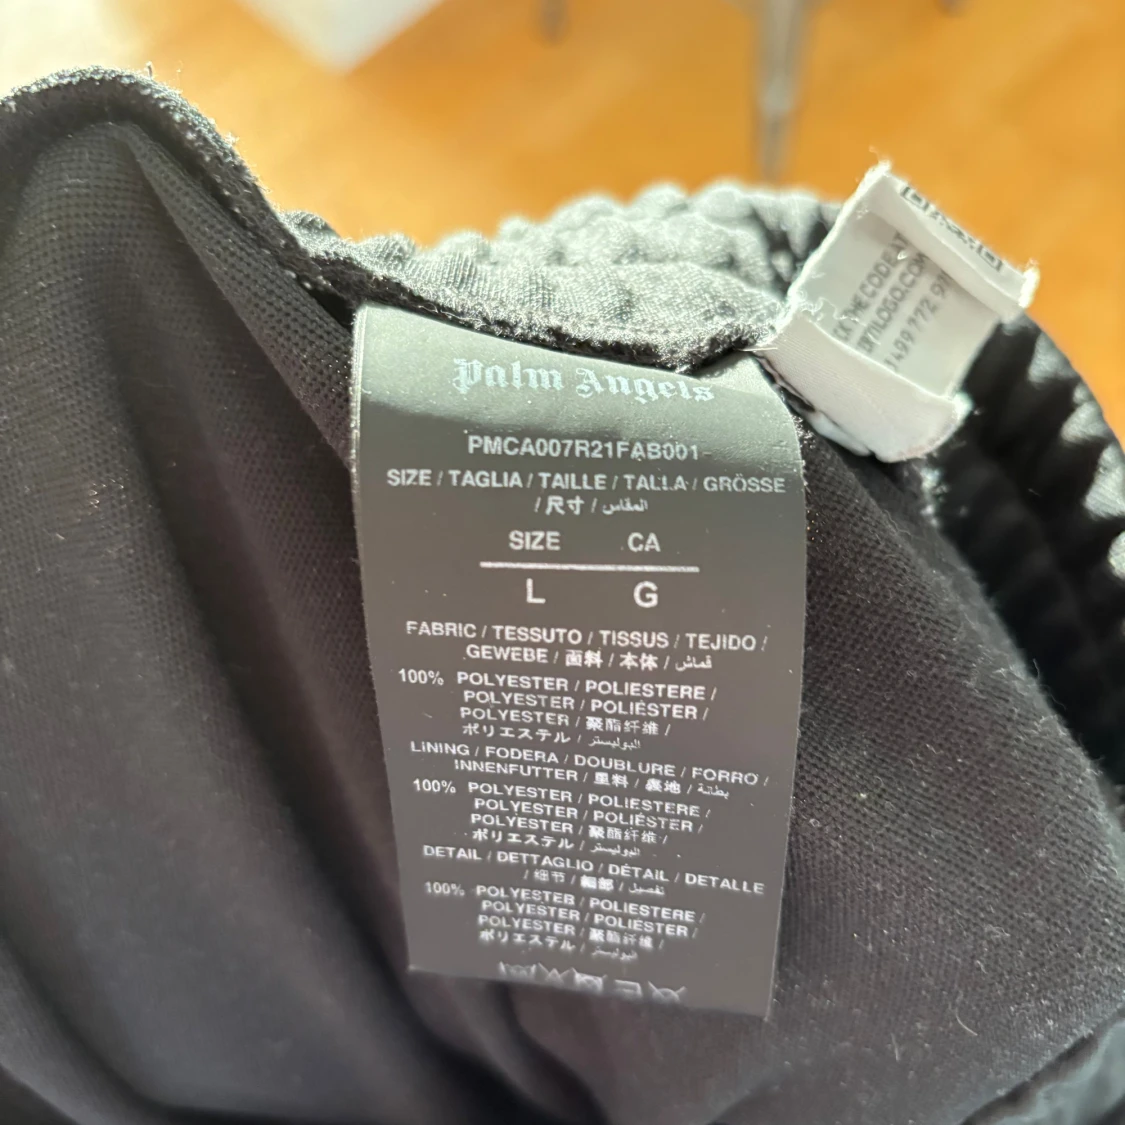 Palm Angels
PMCA007R21FAB001
SIZE / TAGLIA / TAILLE / TALLA / GRÖSSE
/ 尺寸 / المقاس
SIZE CA
L G
FABRIC / TESSUTO / TISSUS / TEJIDO /
GEWEBE / 面料 / 本体 / قماش
100% POLYESTER / POLIESTERE /
POLYESTER / POLIÉSTER /
POLYESTER / 聚酯纤维 /
ポリエステル / البوليستر
LINING / FODERA / DOUBLURE / FORRO /
INNENFUTTER / 里料 / 裏地 / بطانة
100% POLYESTER / POLIESTERE /
POLYESTER / POLIÉSTER /
POLYESTER / 聚酯纤维 /
ポリエステル / البوليستر
DETAIL / DETTAGLIO / DÉTAIL / DETALLE
/ 细节 / 細部 / تفصيل
100% POLYESTER / POLIESTERE /
POLYESTER / POLIÉSTER /
POLYESTER / 聚酯纤维 /
ポリエステル / البوليستر
THE CODE AT